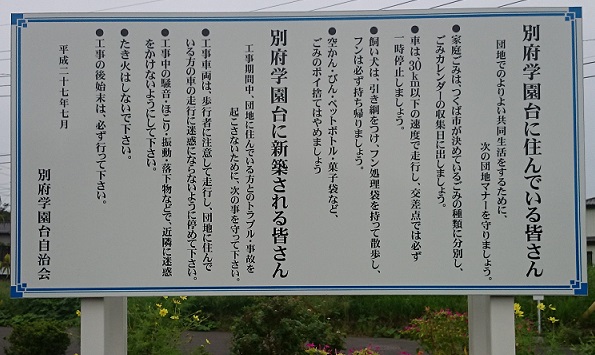 別府学園台に住んでいる皆さん
団地でのよりよい共同生活をするために、
次の団地マナーを守りましょう。
●家庭ごみは、つくば市が決めているごみの種類に分別し、
ごみカレンダーの収集日に出しましょう。
●車は30km以下の速度で走行し、交差点では必ず
一時停止しましょう。
●飼い犬は、引き綱をつけ、フン処理袋を持って散歩し、
フンは必ず持ち帰りましょう。
●空かん・びん・ペットボトル・菓子袋など、
ごみのポイ捨てはやめましょう
別府学園台に新築される皆さん
工事期間中、団地に住んでいる方とのトラブル・事故を
起こさないために、次の事を守って下さい。
●工事車両は、歩行者に注意して走行し、団地に住んで
いる方の車の走行に迷惑にならないように停めて下さい。
●工事中の騒音・ほこり・振動・落下物などで、近隣に迷惑
をかけないようにして下さい。
●たき火はしないで下さい。
●工事の後始末は、必ず行って下さい。
平成二十七年七月
別府学園台自治会